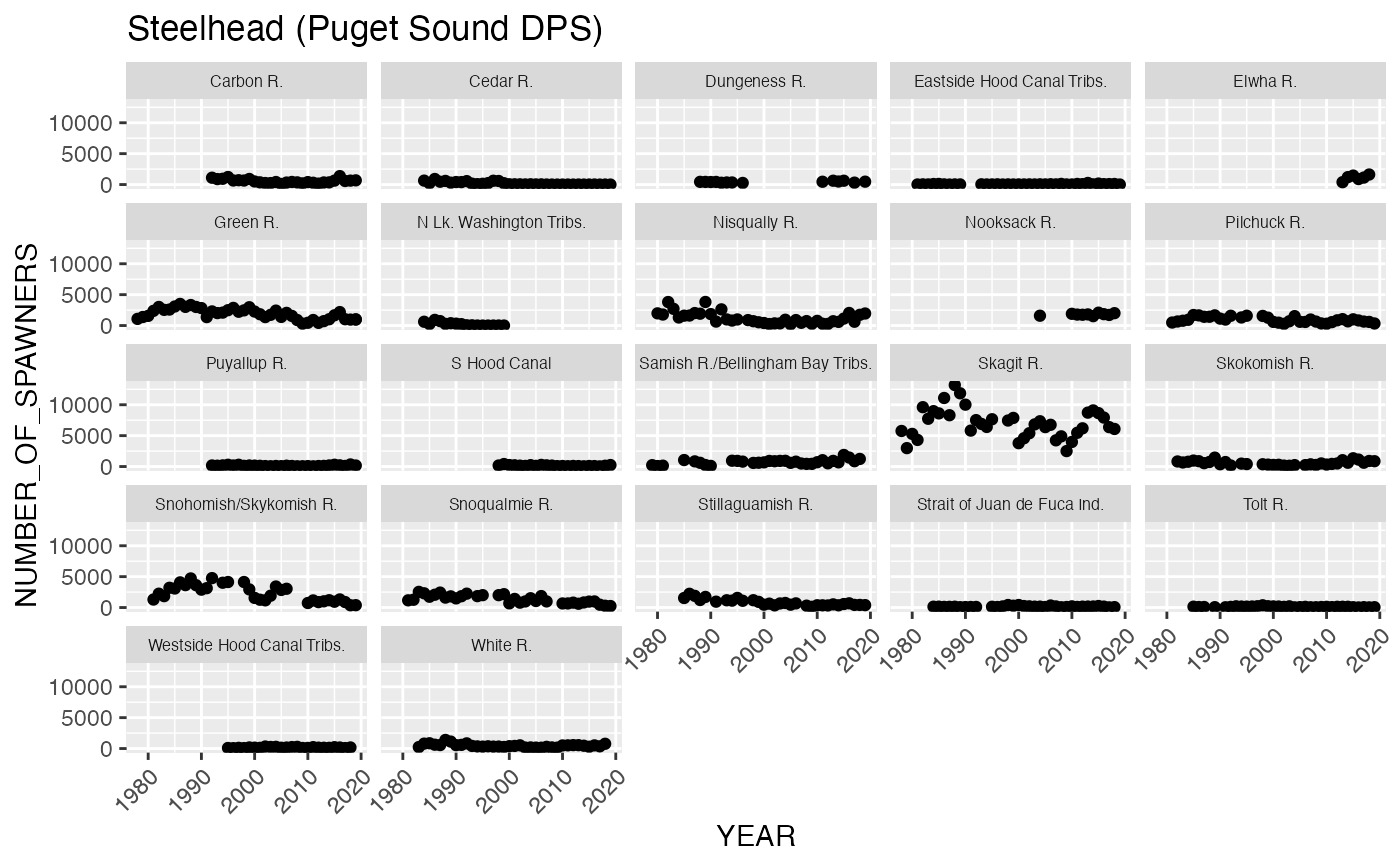 Steelhead (Puget Sound DPS)
Carbon R. Cedar R. Dungeness R. Eastside Hood Canal Tribs. Elwha R.
10000
5000
0
Green R. N Lk. Washington Tribs. Nisqually R. Nooksack R. Pilchuck R.
10000
5000
0
Puyallup R. S Hood Canal Samish R./Bellingham Bay Tribs. Skagit R. Skokomish R.
10000
5000
0
Snohomish/Skykomish R. Snoqualmie R. Stillaguamish R. Strait of Juan de Fuca Ind. Tolt R.
10000
5000
0
1980 1990 2000 2010 2020 1980 1990 2000 2010 2020 1980 1990 2000 2010 2020
Westside Hood Canal Tribs. White R.
10000
5000
0
1980 1990 2000 2010 2020 1980 1990 2000 2010 2020
NUMBER_OF_SPAWNERS
YEAR